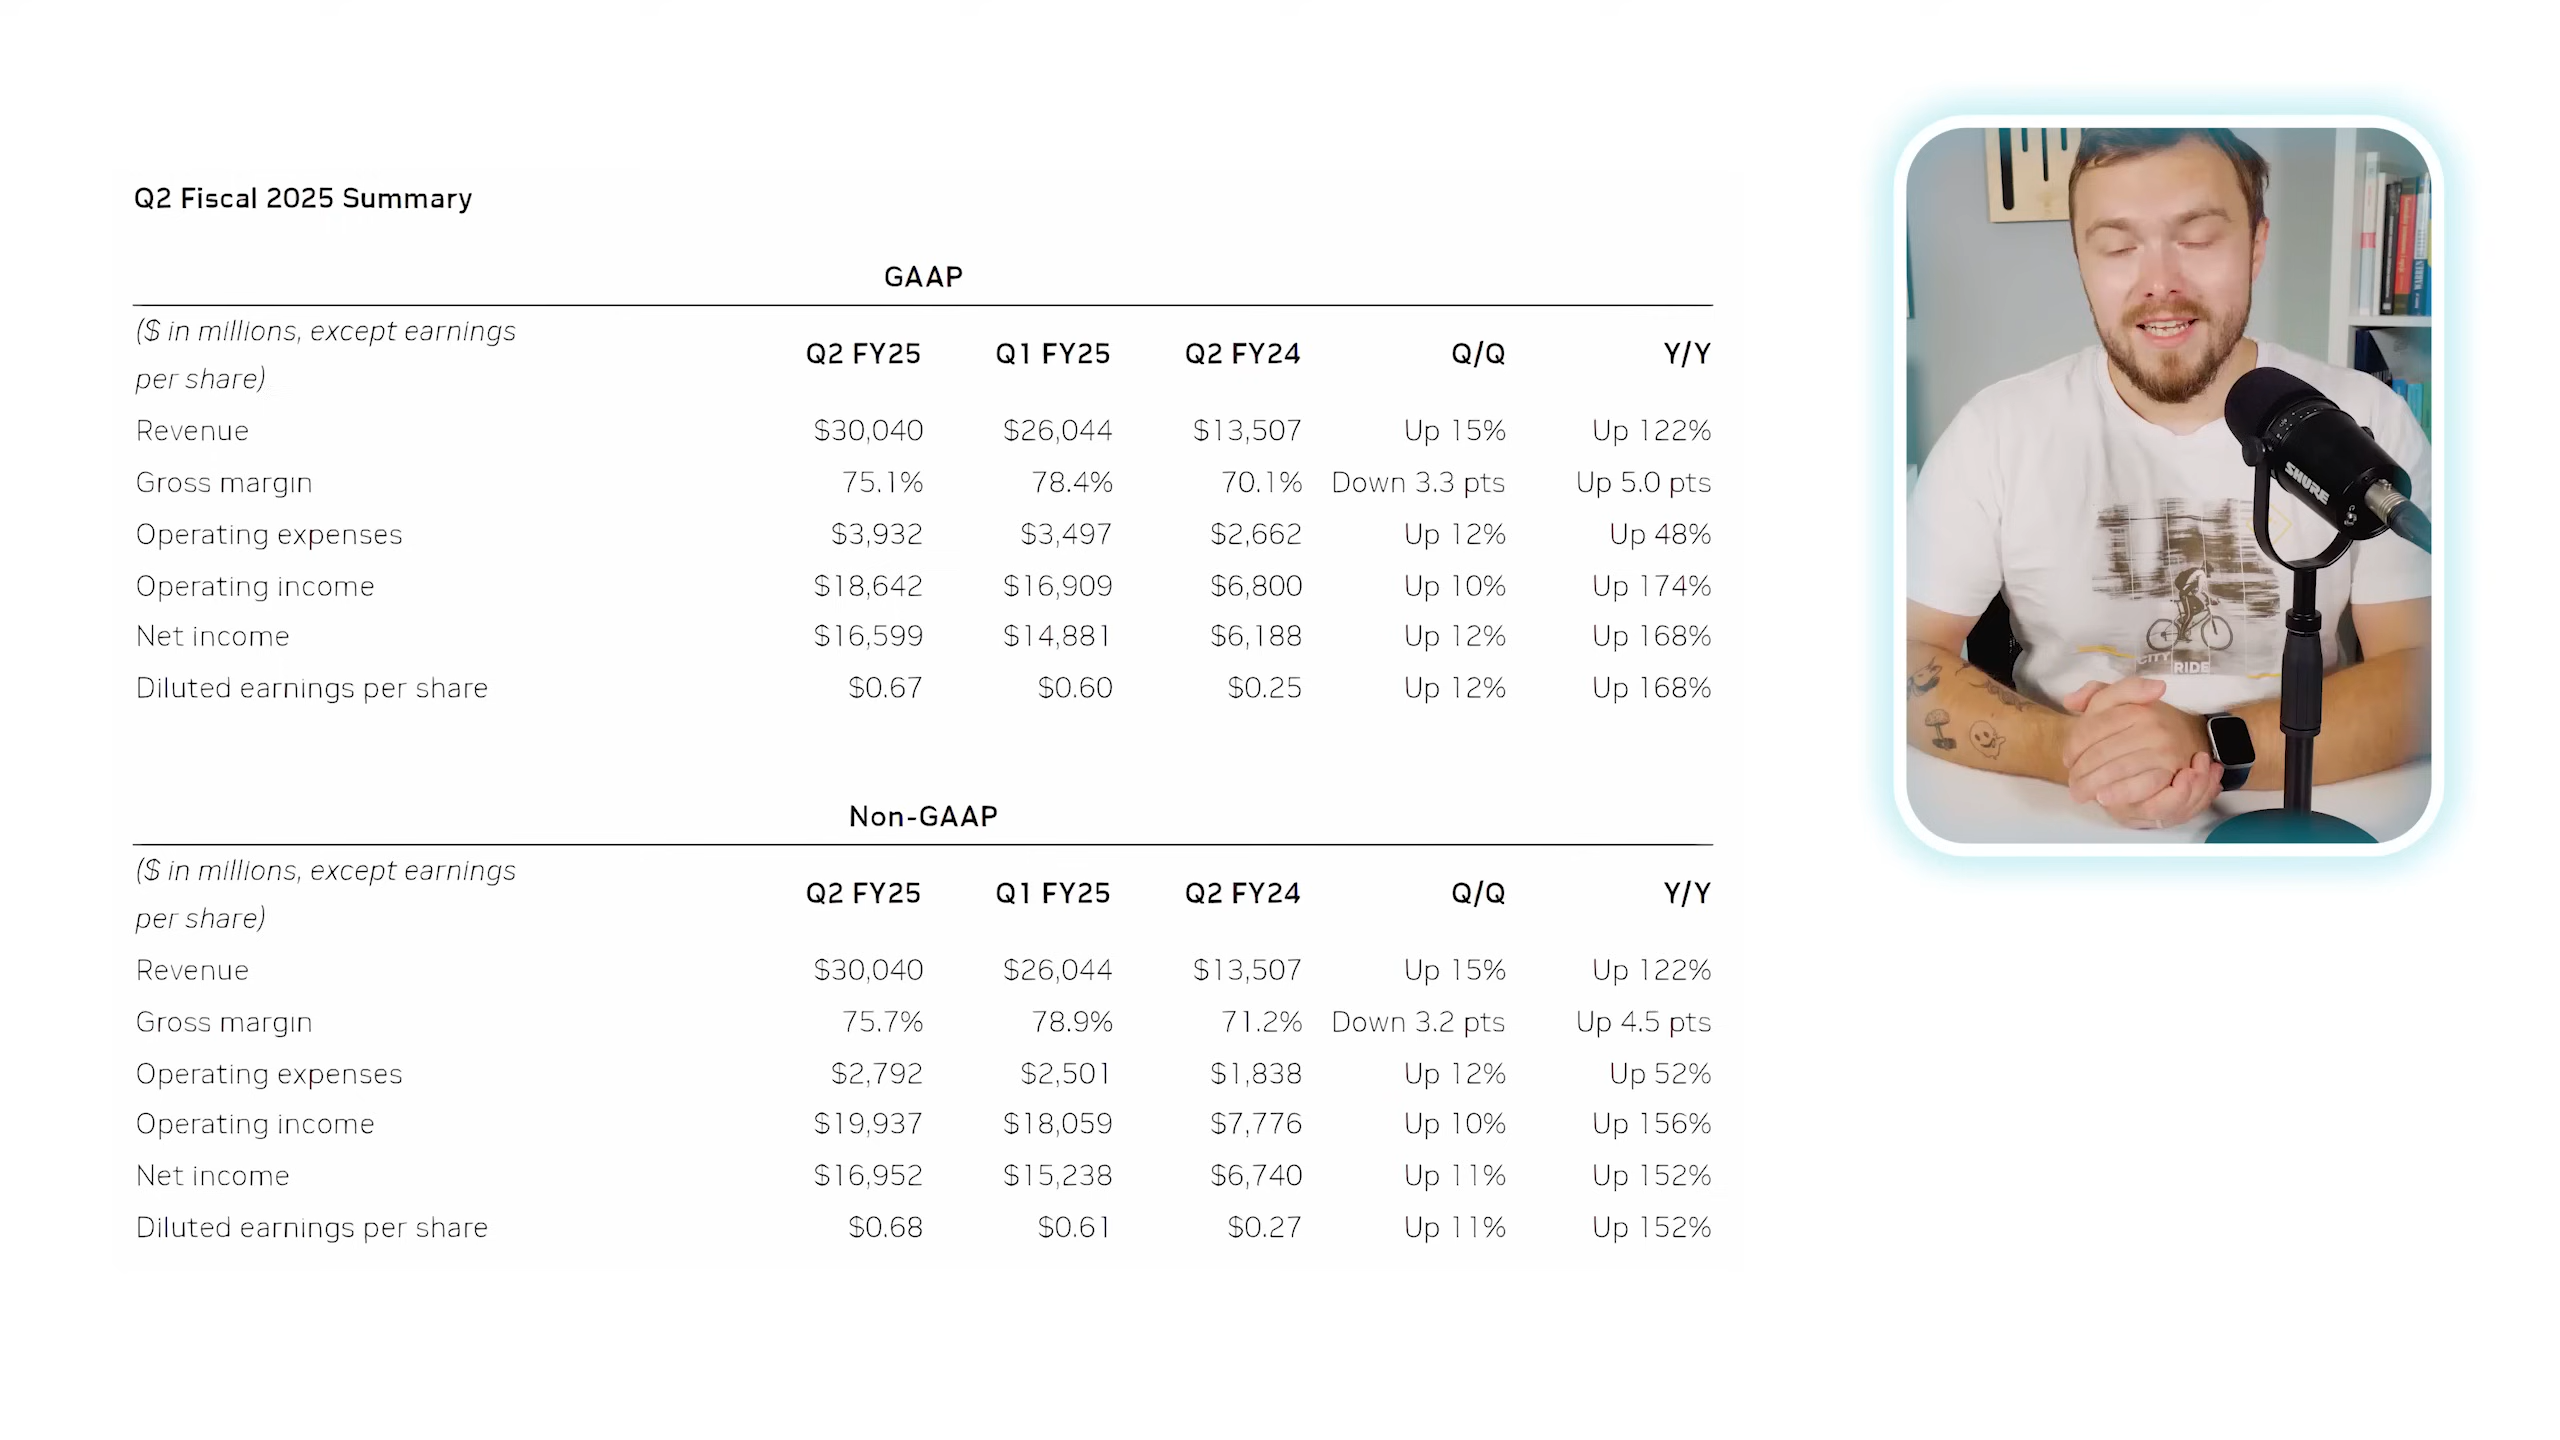 Q2 Fiscal 2025 Summary
GAAP
($ in millions, except earnings
per share)
Q2 FY25 Q1 FY25 Q2 FY24 Q/Q Y/Y
Revenue $30,040 $26,044 $13,507 Up 15% Up 122%
Gross margin 75.1% 78.4% 70.1% Down 3.3 pts Up 5.0 pts
Operating expenses $3,932 $3,497 $2,662 Up 12% Up 48%
Operating income $18,642 $16,909 $6,800 Up 10% Up 174%
Net income $16,599 $14,881 $6,188 Up 12% Up 168%
Diluted earnings per share $0.67 $0.60 $0.25 Up 12% Up 168%
Non-GAAP
($ in millions, except earnings
per share)
Q2 FY25 Q1 FY25 Q2 FY24 Q/Q Y/Y
Revenue $30,040 $26,044 $13,507 Up 15% Up 122%
Gross margin 75.7% 78.9% 71.2% Down 3.2 pts Up 4.5 pts
Operating expenses $2,792 $2,501 $1,838 Up 12% Up 52%
Operating income $19,937 $18,059 $7,776 Up 10% Up 156%
Net income $16,952 $15,238 $6,740 Up 11% Up 152%
Diluted earnings per share $0.68 $0.61 $0.27 Up 11% Up 152%
SHURE
CITY
RIDE
WARREN